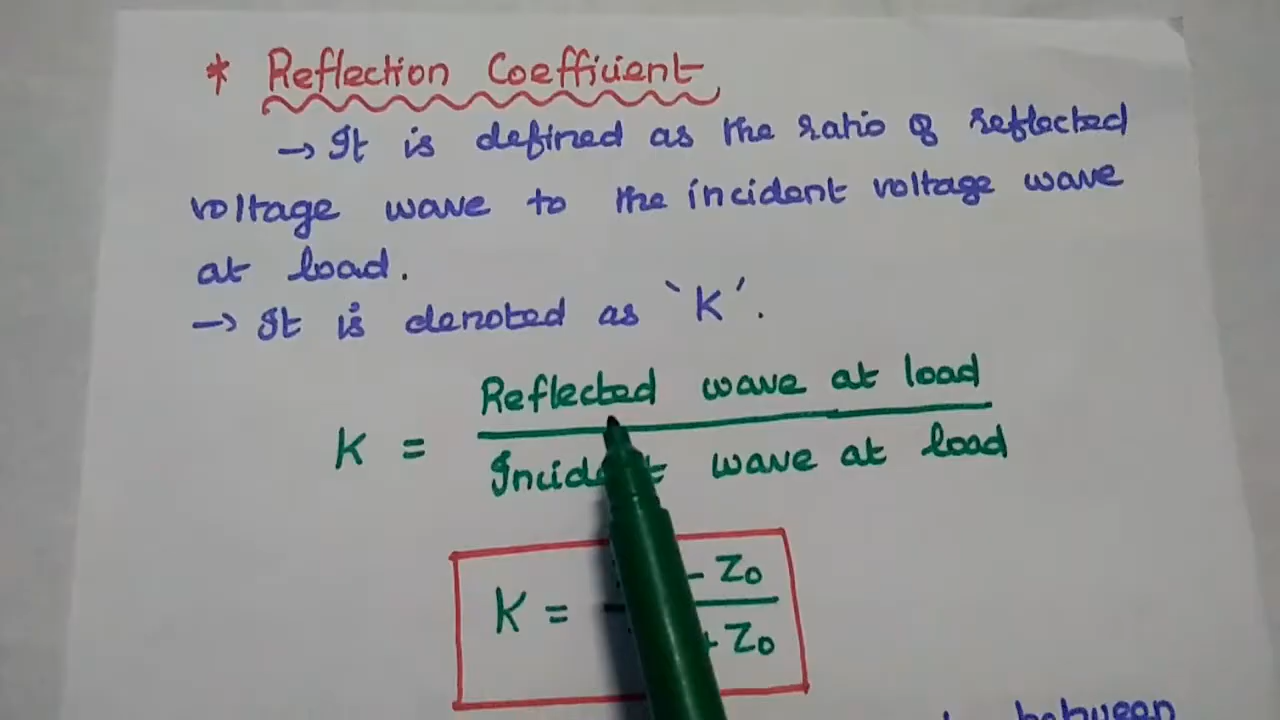 * Reflection Coefficient
→ It is defined as the ratio of reflected
voltage wave to the incident voltage wave
at load.
→ It is denoted as `K'.
K = Reflected wave at load
Incident wave at load
K = - Z0
+ Z0
between